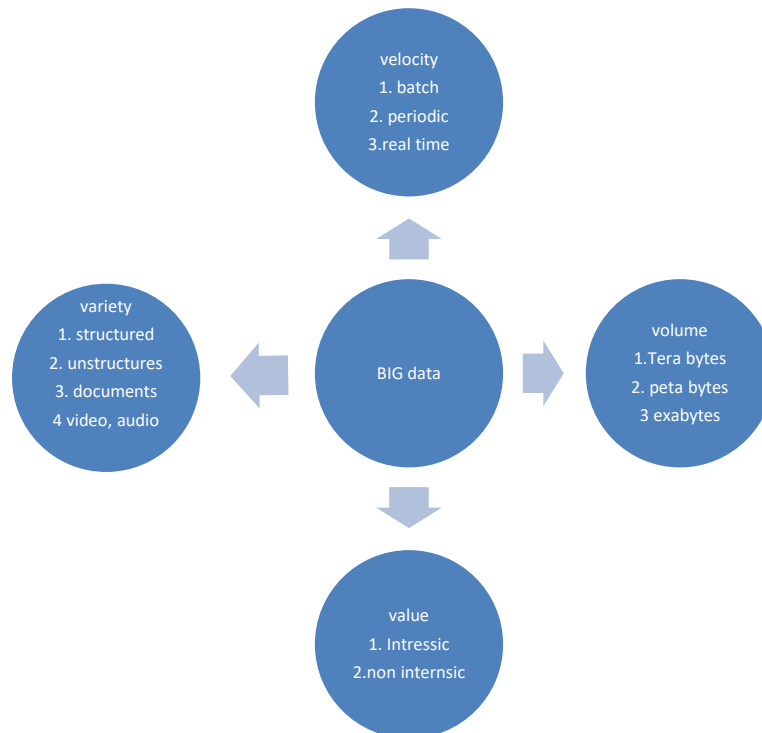 velocity
1. batch
2. periodic
3.real time
variety
1. structured
2. unstructures
3. documents
4 video, audio
BIG data
volume
1.Tera bytes
2. peta bytes
3 exabytes
value
1. Intressic
2.non internsic